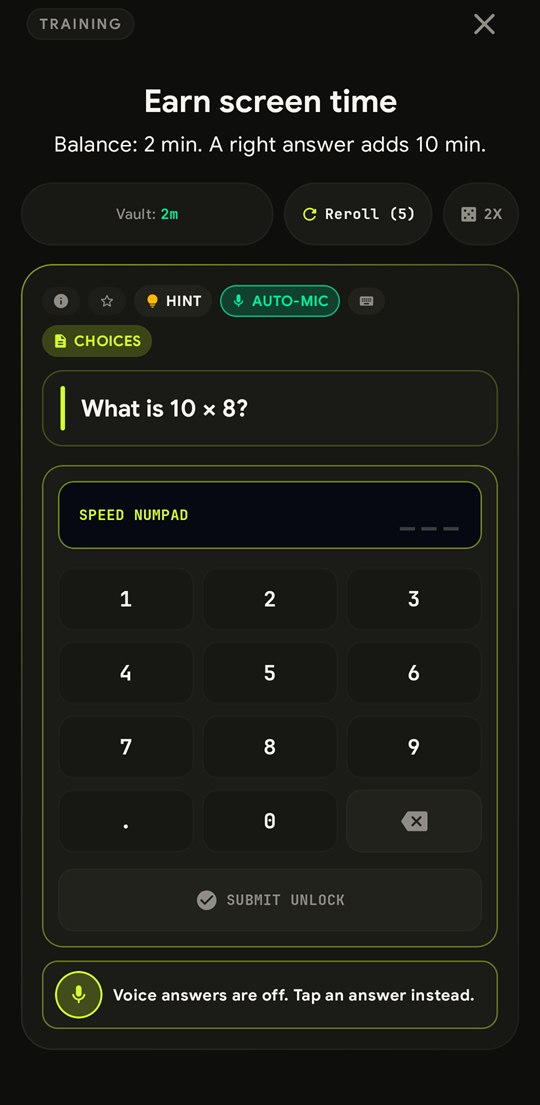 TRAINING
Earn screen time
Balance: 2 min. A right answer adds 10 min.
Vault: 2m
Reroll (5)
2X
HINT
AUTO-MIC
CHOICES
What is 10 × 8?
SPEED NUMPAD
1 2 3
4 5 6
7 8 9
. 0
SUBMIT UNLOCK
Voice answers are off. Tap an answer instead.